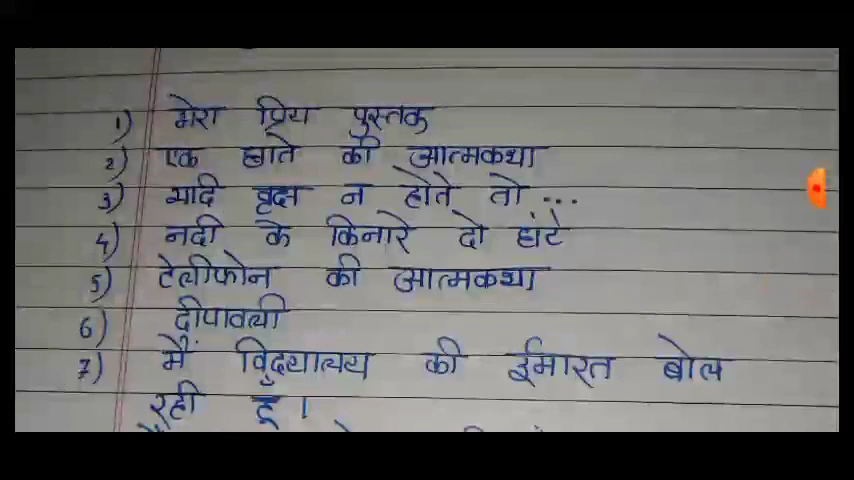 1) मेरा प्रिय पुस्तक
2) एक छाते की आत्मकथा
3) यदि वृक्ष न होते तो ...
4) नदी के किनारे दो घंटे
5) टेलीफोन की आत्मकथा
6) दीपावली
7) मैं विद्यालय की ईमारत बोल
रही हूँ।